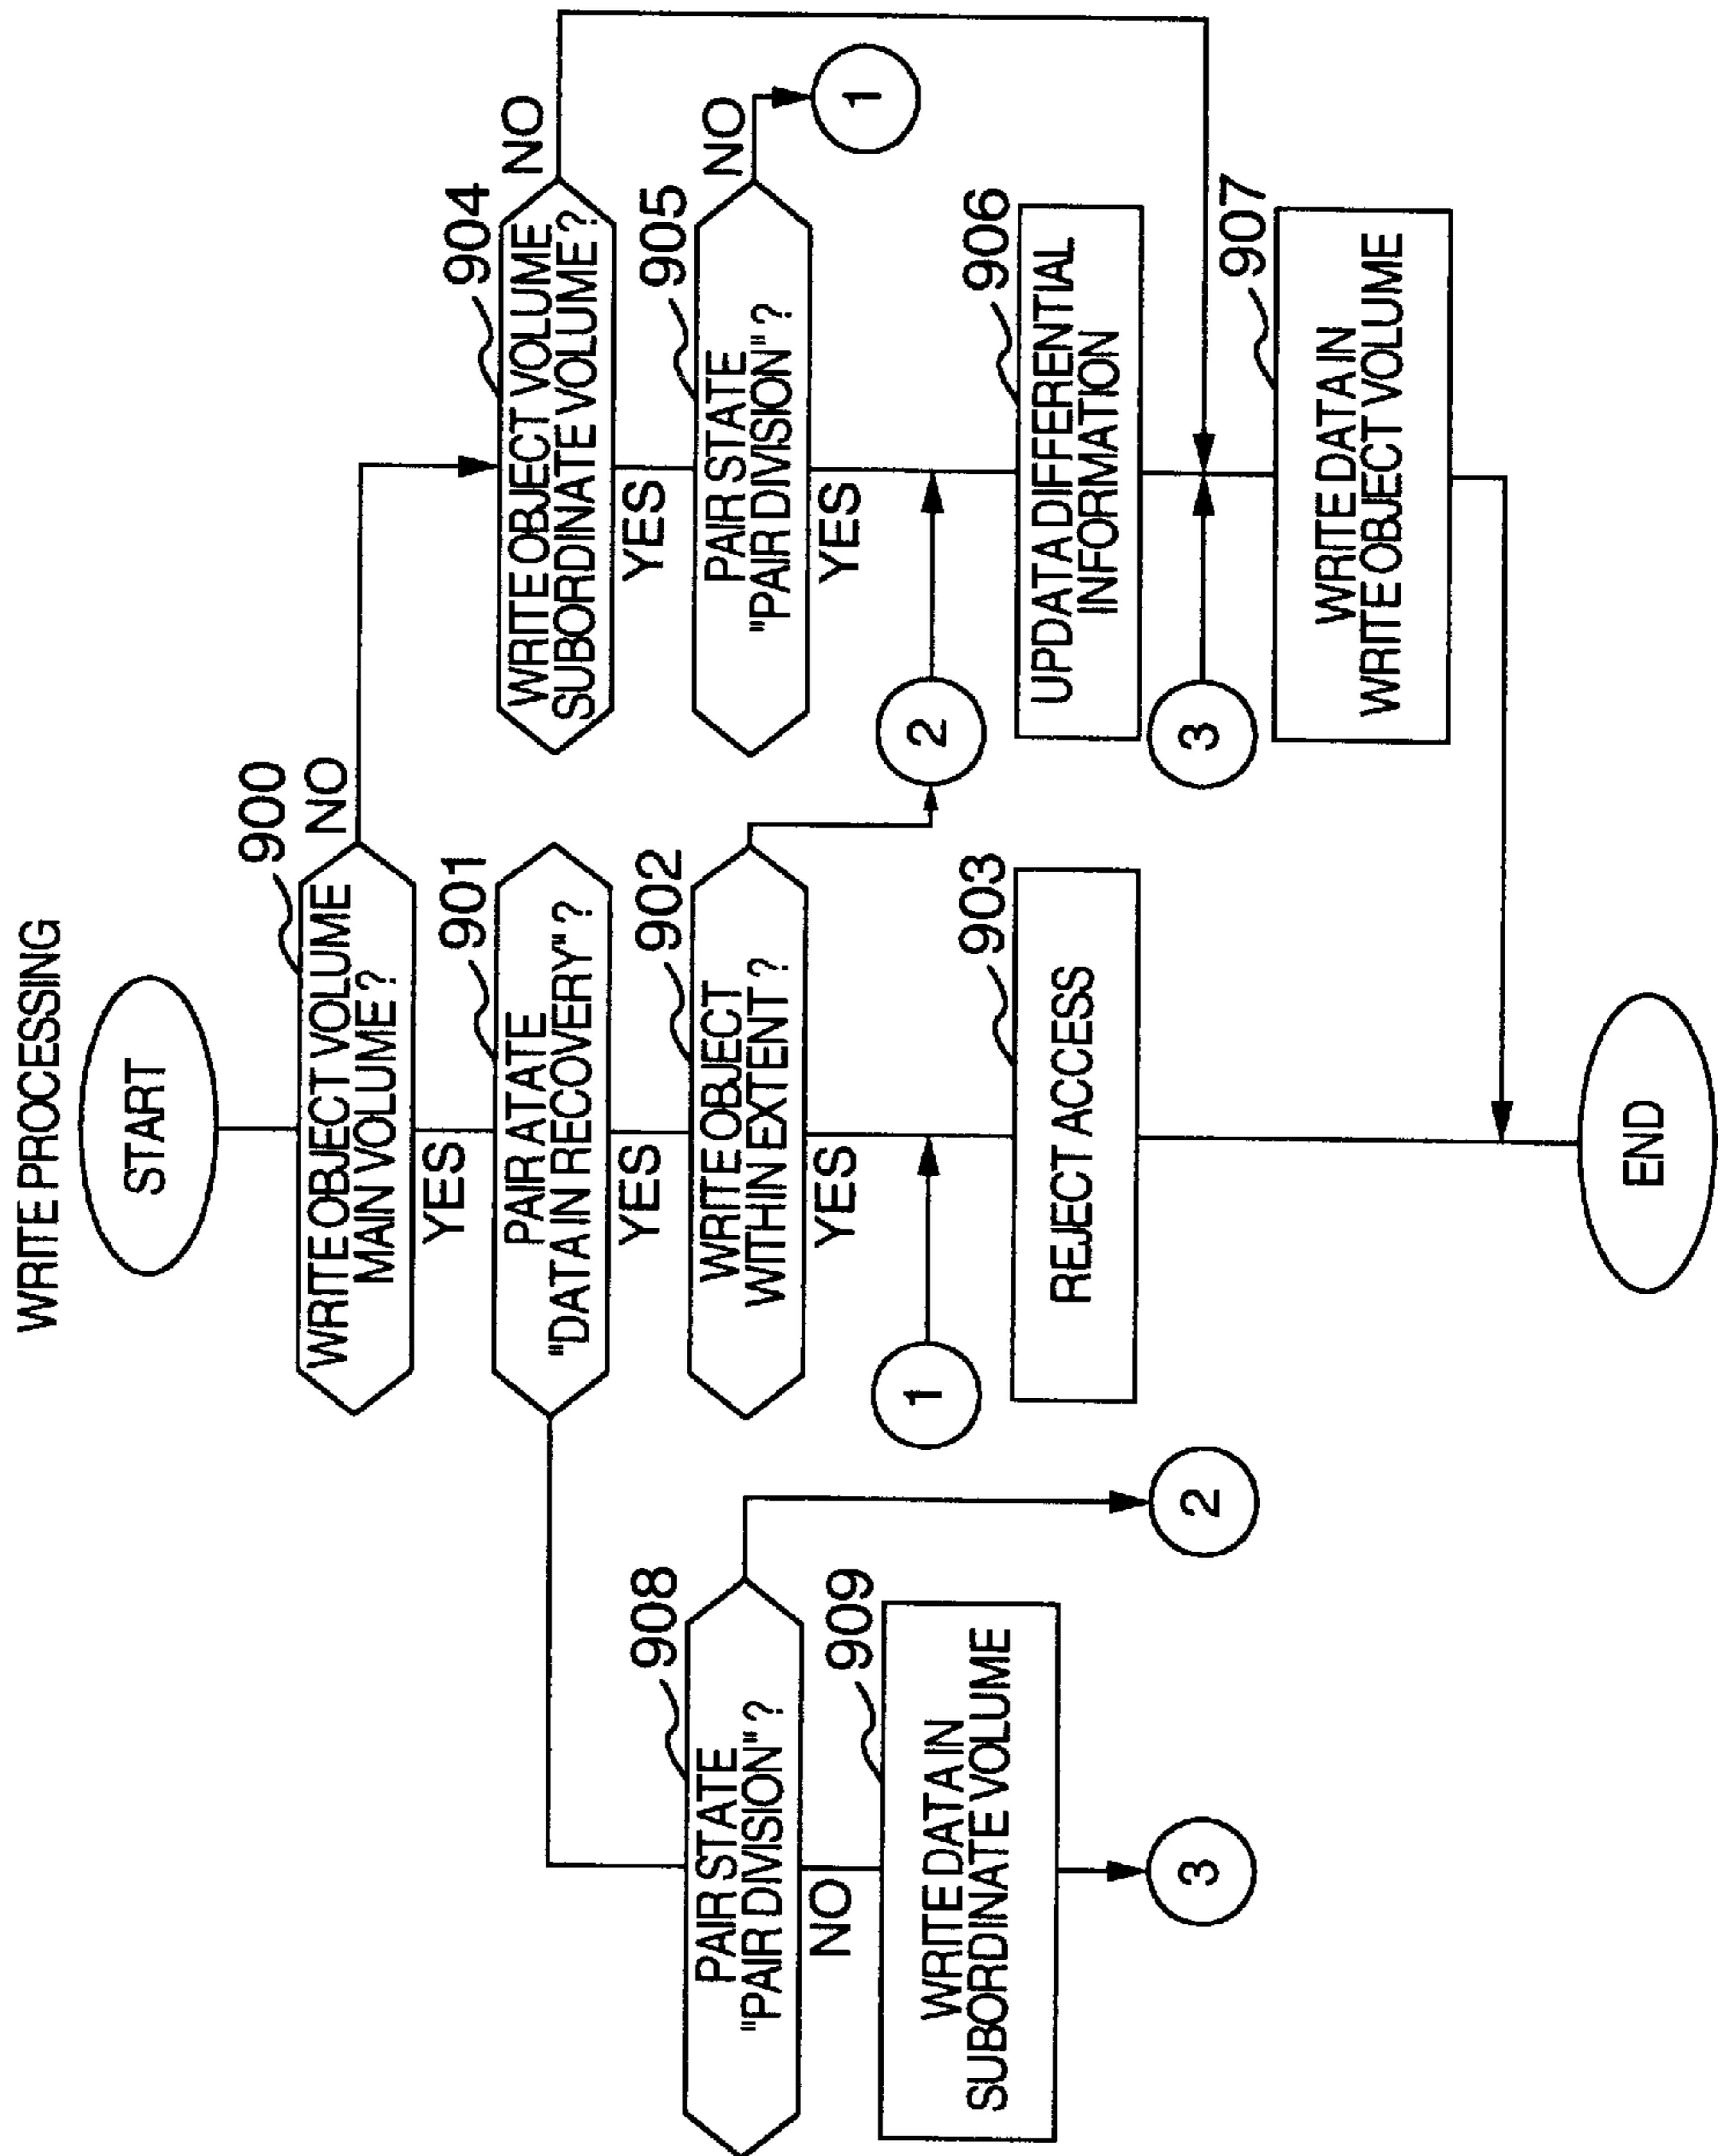 WRITE PROCESSING
START
900
WRITE OBJECT VOLUME
MAIN VOLUME ?
NO
YES
901
PAIR ATATE
"DATA IN RECOVERY" ?
YES
902
WRITE OBJECT
WITHIN EXTENT ?
YES
2
1
903
REJECT ACCESS
END
904
WRITE OBJECT VOLUME
SUBORDINATE VOLUME ?
NO
YES
905
PAIR STATE
"PAIR DIVISION" ?
NO
1
YES
906
UPDATA DIFFERENTIAL
INFORMATION
3
907
WRITE DATA IN
WRITE OBJECT VOLUME
908
PAIR STATE
"PAIR DIVISION" ?
2
NO
909
WRITE DATA IN
SUBORDINATE VOLUME
3